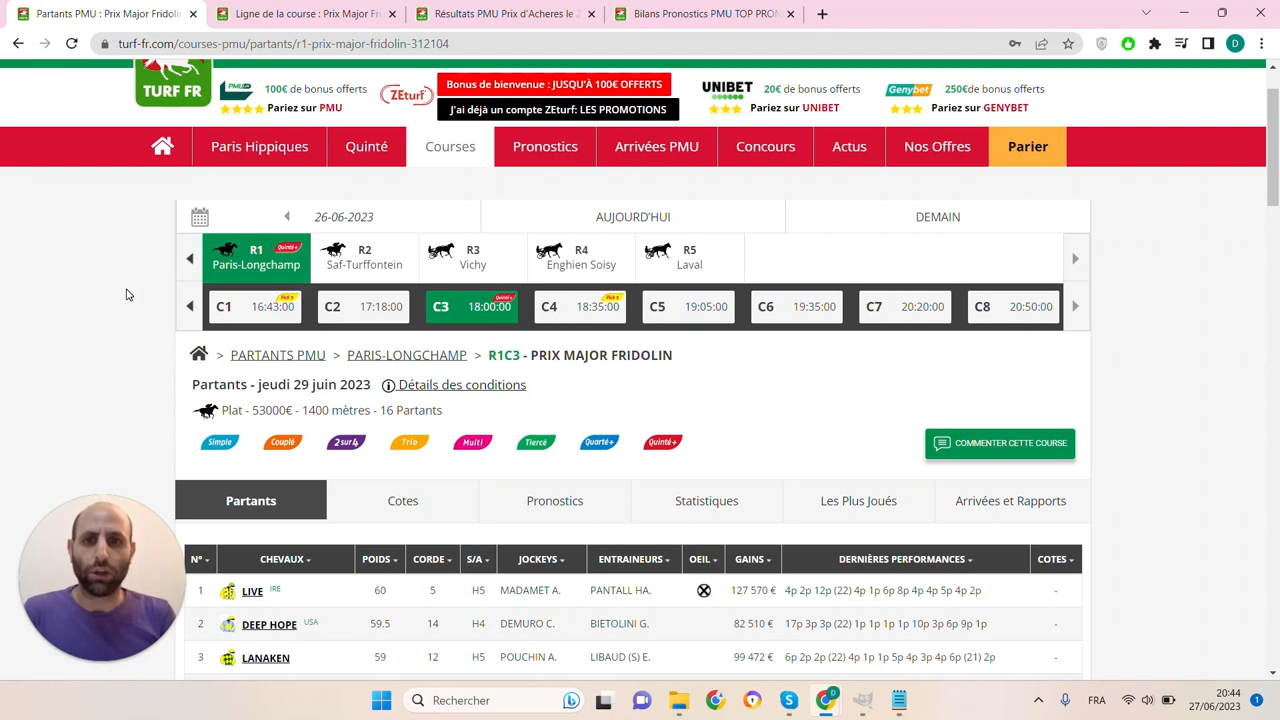 Partants PMU : Prix Major Fridolin
Ligne de la course : Prix Major Fr
Résultats PMU Prix d'Acheres le 2
Bilans Pronostics PMU TOP PRON
turf-fr.com/courses-pmu/partants/r1-prix-major-fridolin-312104
D
TURF FR
PMU 100€ de bonus offerts
Pariez sur PMU
ZEturf
Bonus de bienvenue : JUSQU'À 100€ OFFERTS
J'ai déjà un compte ZEturf: LES PROMOTIONS
UNIBET 20€ de bonus offerts
Pariez sur UNIBET
Genybet 250€de bonus offerts
Pariez sur GENYBET
Paris Hippiques Quinté Courses Pronostics Arrivées PMU Concours Actus Nos Offres Parier
26-06-2023 AUJOURD'HUI DEMAIN
R1 Quinté+ R2 R3 R4 R5
Paris-Longchamp Saf-Turffontein Vichy Enghien Soisy Laval
C1 16:43:00 Pick 5 C2 17:18:00 C3 18:00:00 Quinté+ C4 18:35:00 Pick 5 C5 19:05:00 C6 19:35:00 C7 20:20:00 C8 20:50:00
> PARTANTS PMU > PARIS-LONGCHAMP > R1C3 - PRIX MAJOR FRIDOLIN
Partants - jeudi 29 juin 2023 Détails des conditions
Plat - 53000€ - 1400 mètres - 16 Partants
Simple Couplé 2sur4 Trio Multi Tiercé Quarté+ Quinté+
COMMENTER CETTE COURSE
Partants Cotes Pronostics Statistiques Les Plus Joués Arrivées et Rapports
N° CHEVAUX POIDS CORDE S/A JOCKEYS ENTRAINEURS OEIL GAINS DERNIÈRES PERFORMANCES COTES
1 LIVE IRE 60 5 H5 MADAMET A. PANTALL HA. 127 570 € 4p 2p 12p (22) 4p 1p 6p 8p 4p 4p 5p 4p 2p -
2 DEEP HOPE USA 59.5 14 H4 DEMURO C. BIETOLINI G. 82 510 € 17p 3p 3p (22) 1p 1p 1p 1p 10p 3p 6p 9p 1p -
3 LANAKEN 59 12 H5 POUCHIN A. LIBAUD (S) E. 99 472 € 6p 2p 2p (22) 4p 1p 1p 5p 4p 3p 4p 6p (21) 2p -
Rechercher
FRA
20:44
27/06/2023
1